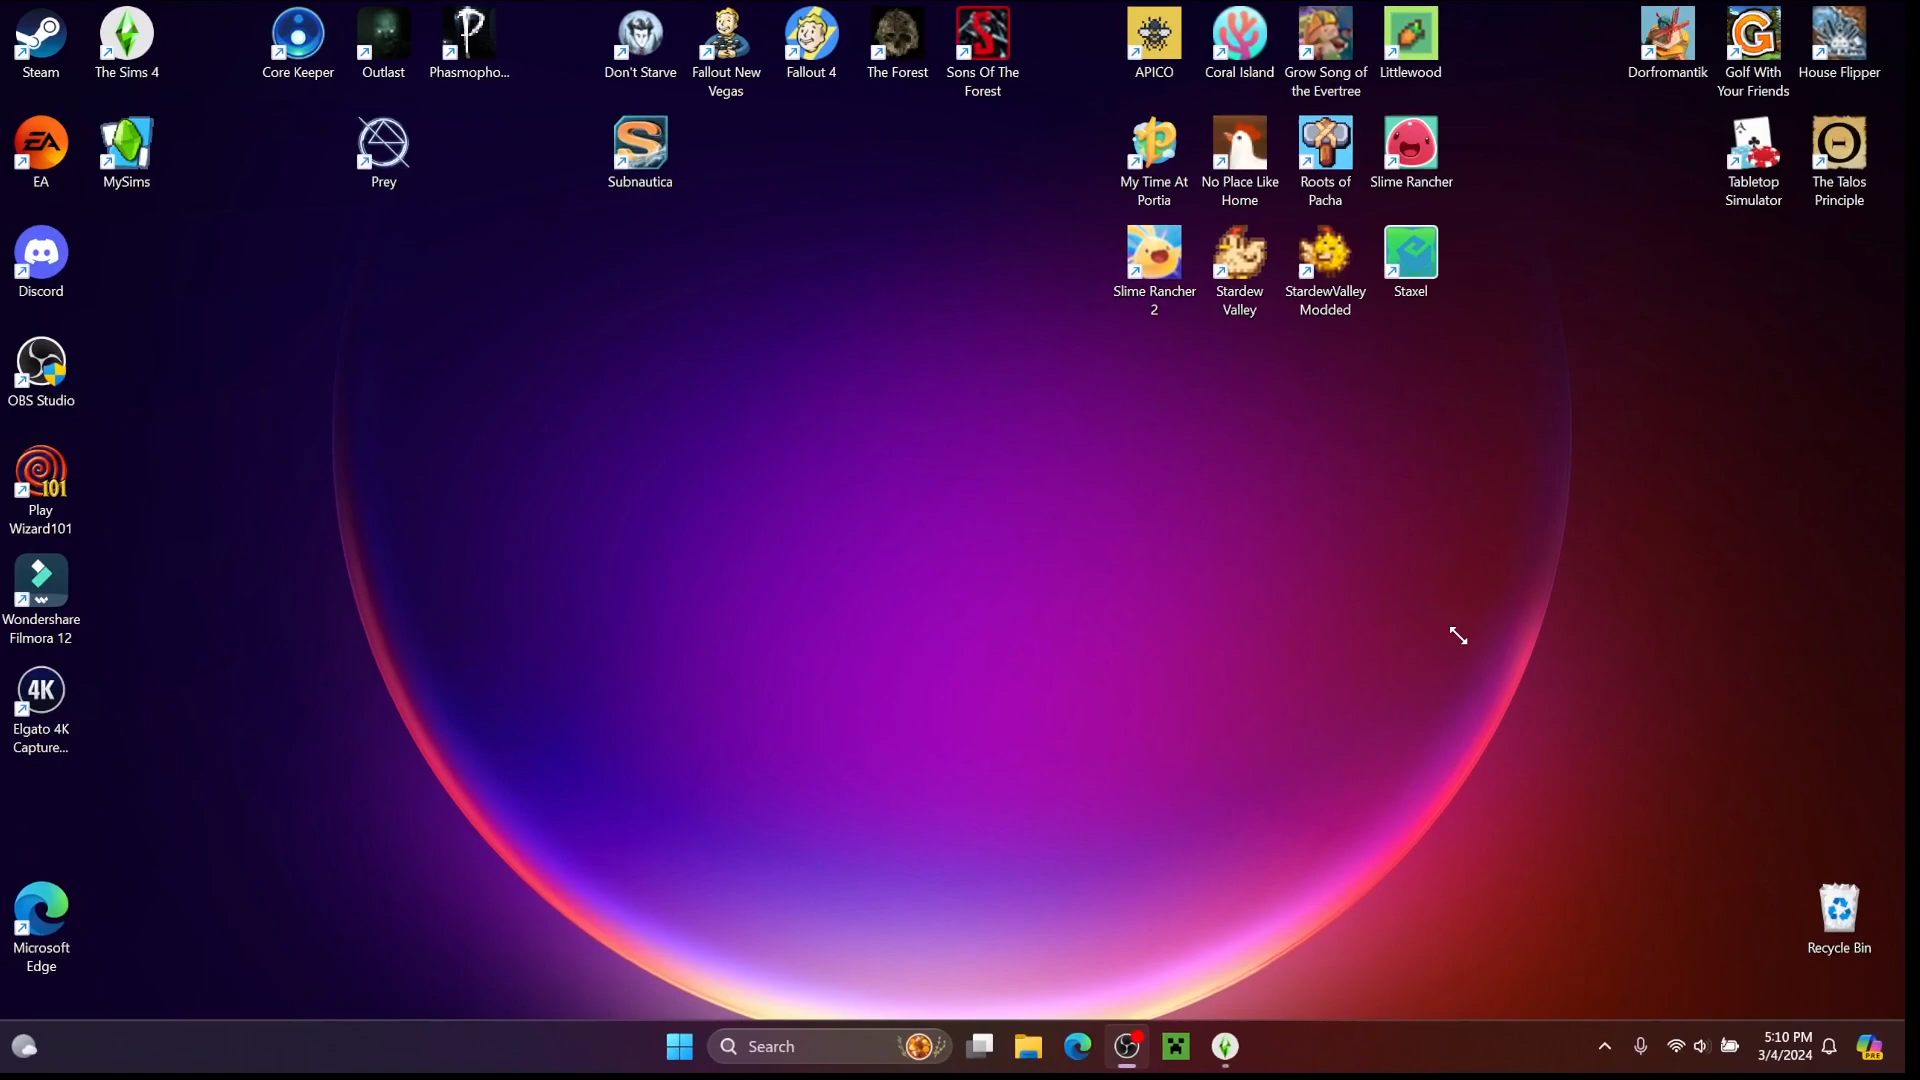 Steam
The Sims 4
Core Keeper
Outlast
Phasmopho...
Don't Starve
Fallout New
Vegas
Fallout 4
The Forest
Sons Of The
Forest
APICO
Coral Island
Grow Song of
the Evertree
Littlewood
Dorfromantik
Golf With
Your Friends
House Flipper
EA
EA
MySims
Prey
Subnautica
My Time At
Portia
No Place Like
Home
Roots of
Pacha
Slime Rancher
Tabletop
Simulator
The Talos
Principle
Discord
Slime Rancher
2
Stardew
Valley
StardewValley
Modded
Staxel
OBS Studio
101
Play
Wizard101
Wondershare
Filmora 12
4K
Elgato 4K
Capture...
Microsoft
Edge
Recycle Bin
Search
5:10 PM
3/4/2024
PRE